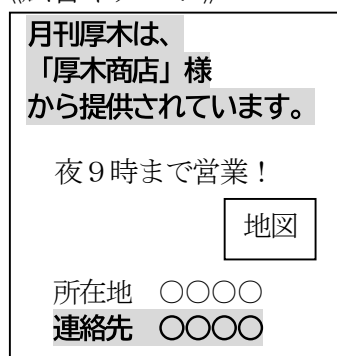 月刊厚木は、
「厚木商店」様
から提供されています。
夜９時まで営業！
地図
所在地　○○○○
連絡先　○○○○